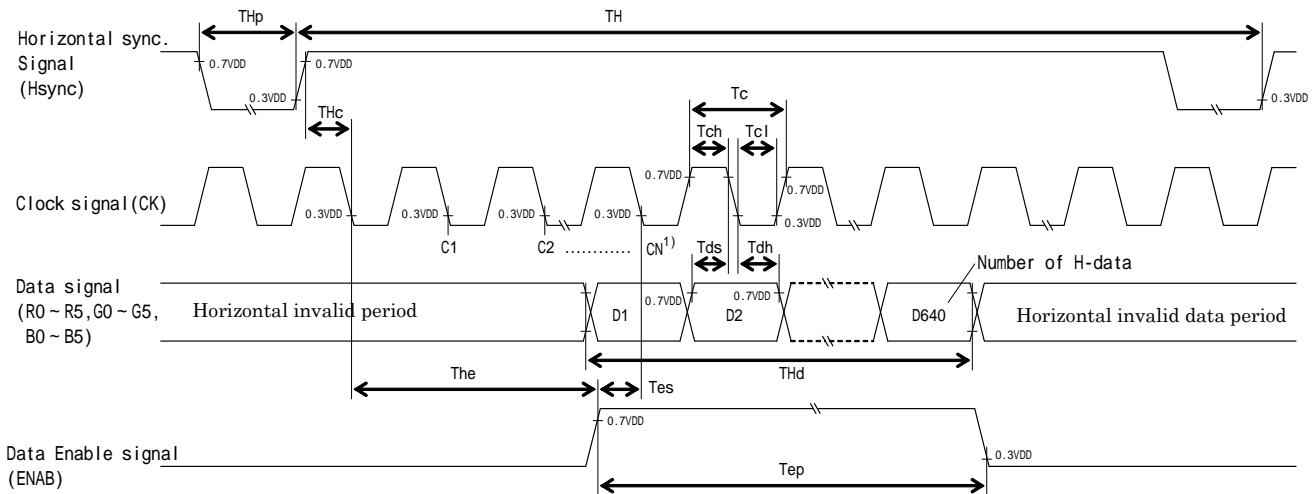 THp
TH
Horizontal sync.
Signal
(Hsync)
0.7VDD
0.7VDD
0.3VDD
0.3VDD
THc
Tc
Tch
Tcl
Clock signal(CK)
0.7VDD
0.7VDD
0.3VDD
0.3VDD
0.3VDD
0.3VDD
0.3VDD
C1
C2
............
CN1)
Tds
Tdh
Number of H-data
Data signal
(R0～R5,G0～G5,
B0～B5)
Horizontal invalid period
0.7VDD
0.7VDD
D1
D2
D640
Horizontal invalid data period
The
Tes
THd
0.7VDD
Data Enable signal
(ENAB)
0.3VDD
Tep